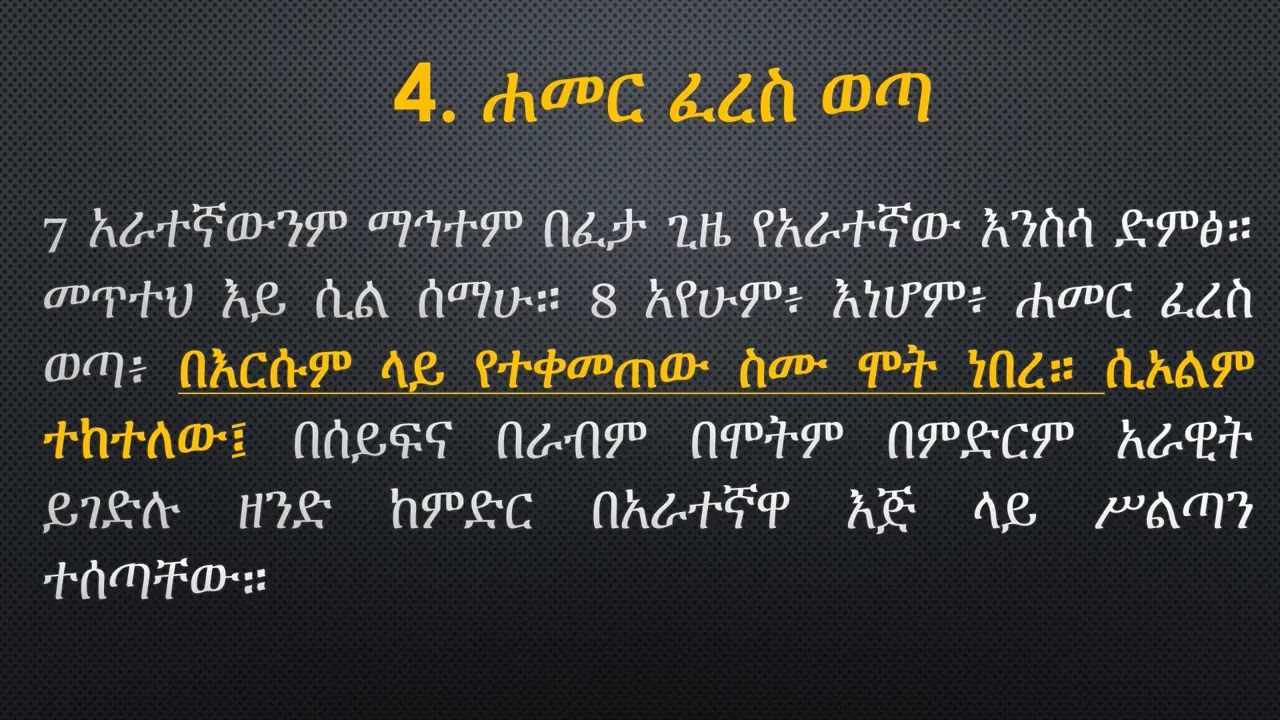 4. ሐመር ፈረስ ወጣ
7 አራተኛውንም ማኅተም በፈታ ጊዜ የአራተኛው እንስሳ ድምፅ።
መጥተህ እይ ሲል ሰማሁ። 8 አየሁም፥ እነሆም፥ ሐመር ፈረስ
ወጣ፥ በእርሱም ላይ የተቀመጠው ስሙ ሞት ነበረ። ሲኦልም
ተከተለው፤ በሰይፍና በራብም በሞትም በምድርም አራዊት
ይገድሉ ዘንድ ከምድር በአራተኛዋ እጅ ላይ ሥልጣን
ተሰጣቸው።